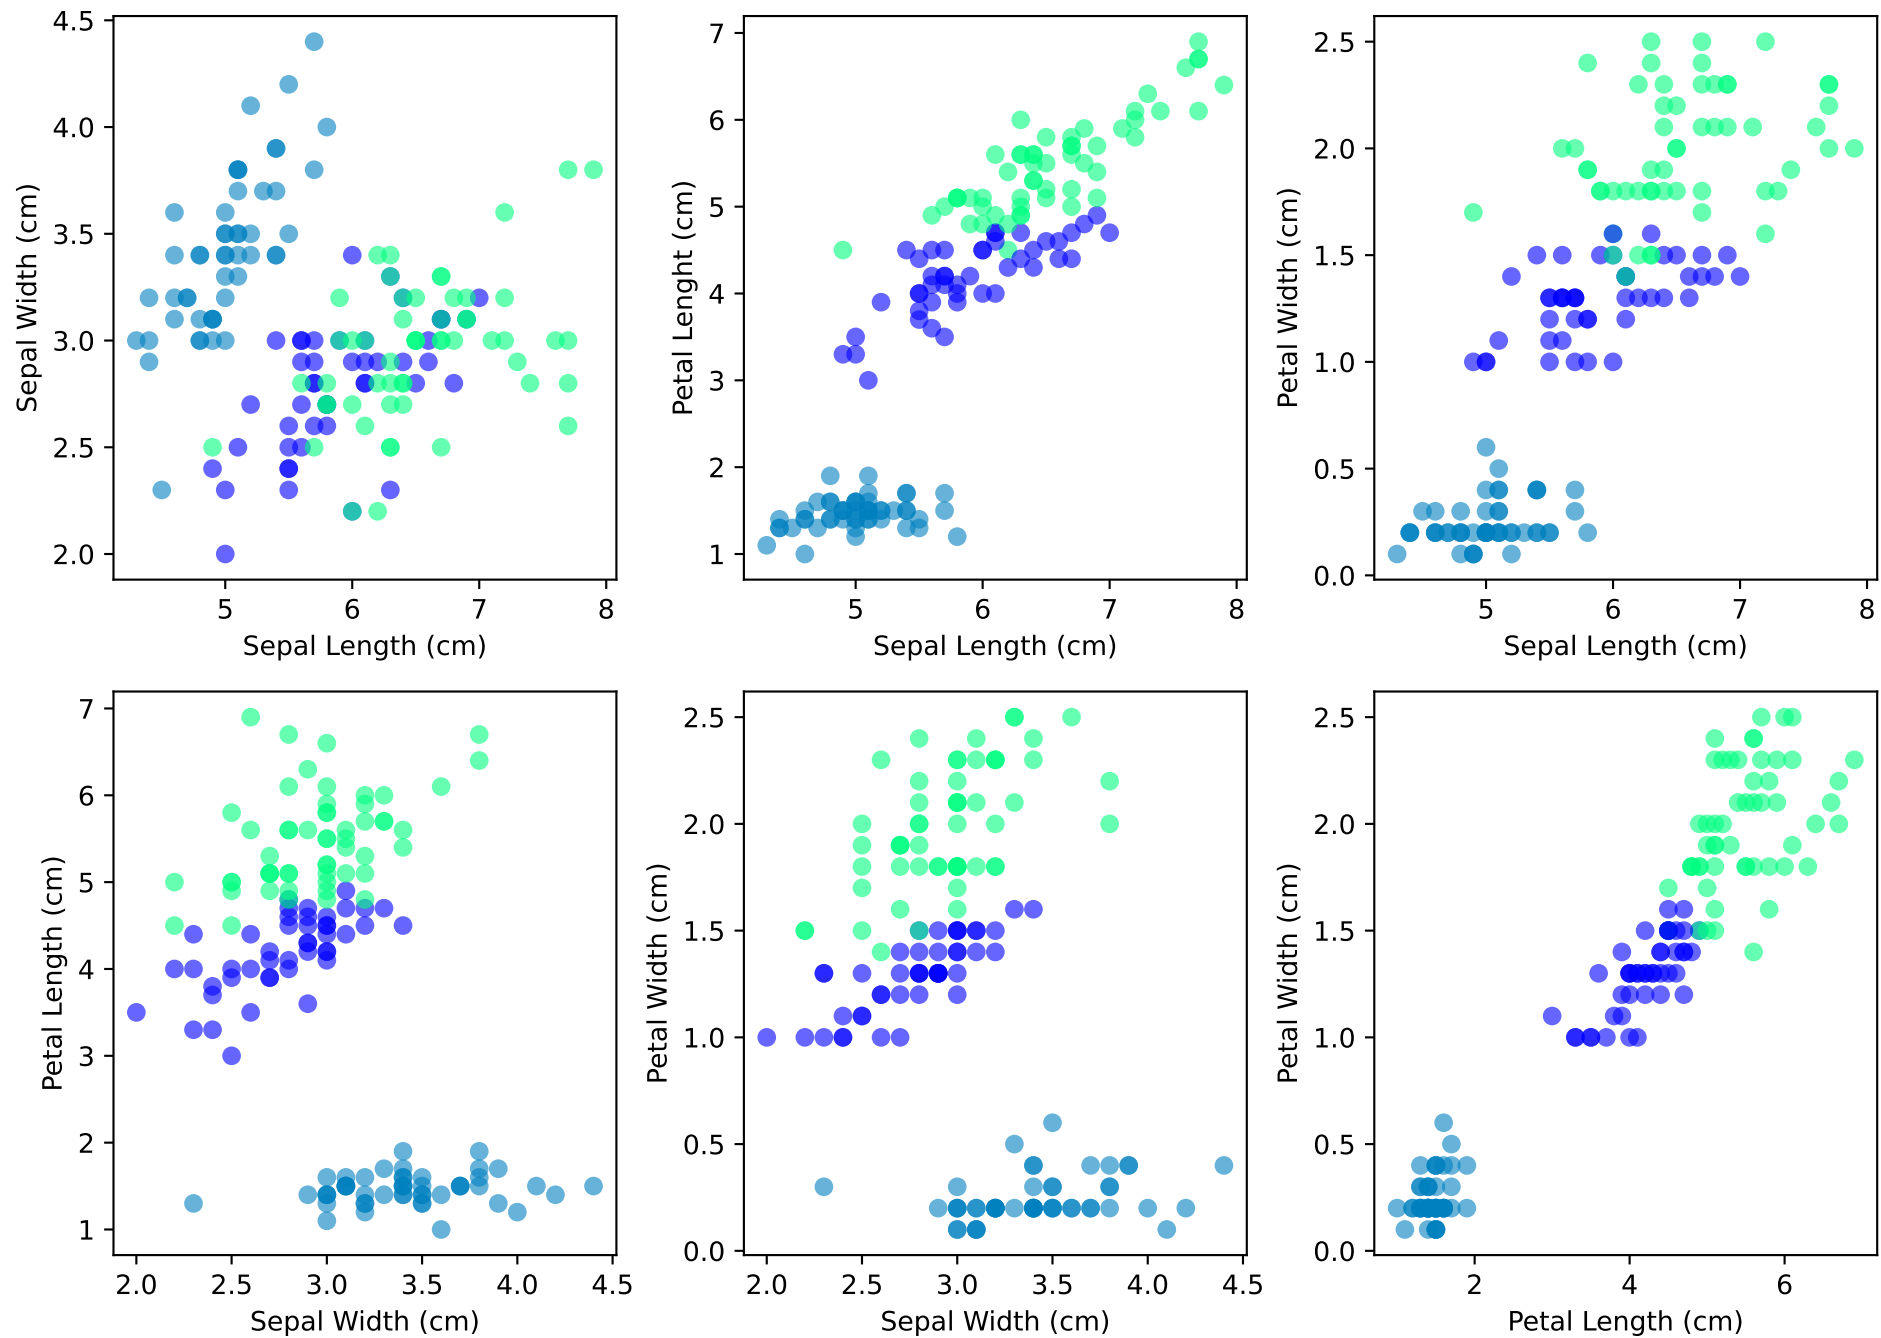 4.5
4.0
3.5
3.0
2.5
2.0
Sepal Width (cm)
5 6 7 8
Sepal Length (cm)
7
6
5
4
3
2
1
Petal Lenght (cm)
5 6 7 8
Sepal Length (cm)
2.5
2.0
1.5
1.0
0.5
0.0
Petal Width (cm)
5 6 7 8
Sepal Length (cm)
7
6
5
4
3
2
1
Petal Length (cm)
2.0 2.5 3.0 3.5 4.0 4.5
Sepal Width (cm)
2.5
2.0
1.5
1.0
0.5
0.0
Petal Width (cm)
2.0 2.5 3.0 3.5 4.0 4.5
Sepal Width (cm)
2.5
2.0
1.5
1.0
0.5
0.0
Petal Width (cm)
2 4 6
Petal Length (cm)